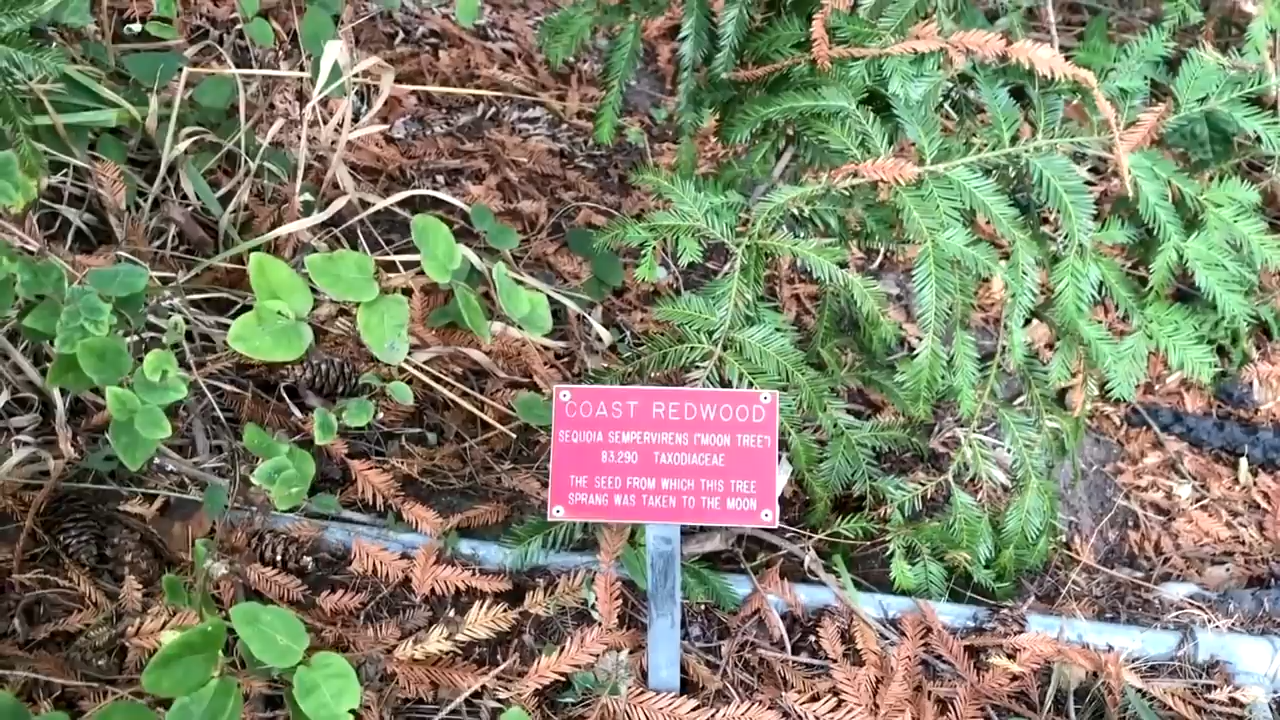 COAST REDWOOD
SEQUOIA SEMPERVIRENS ("MOON TREE")
83.290 TAXODIACEAE
THE SEED FROM WHICH THIS TREE
SPRANG WAS TAKEN TO THE MOON